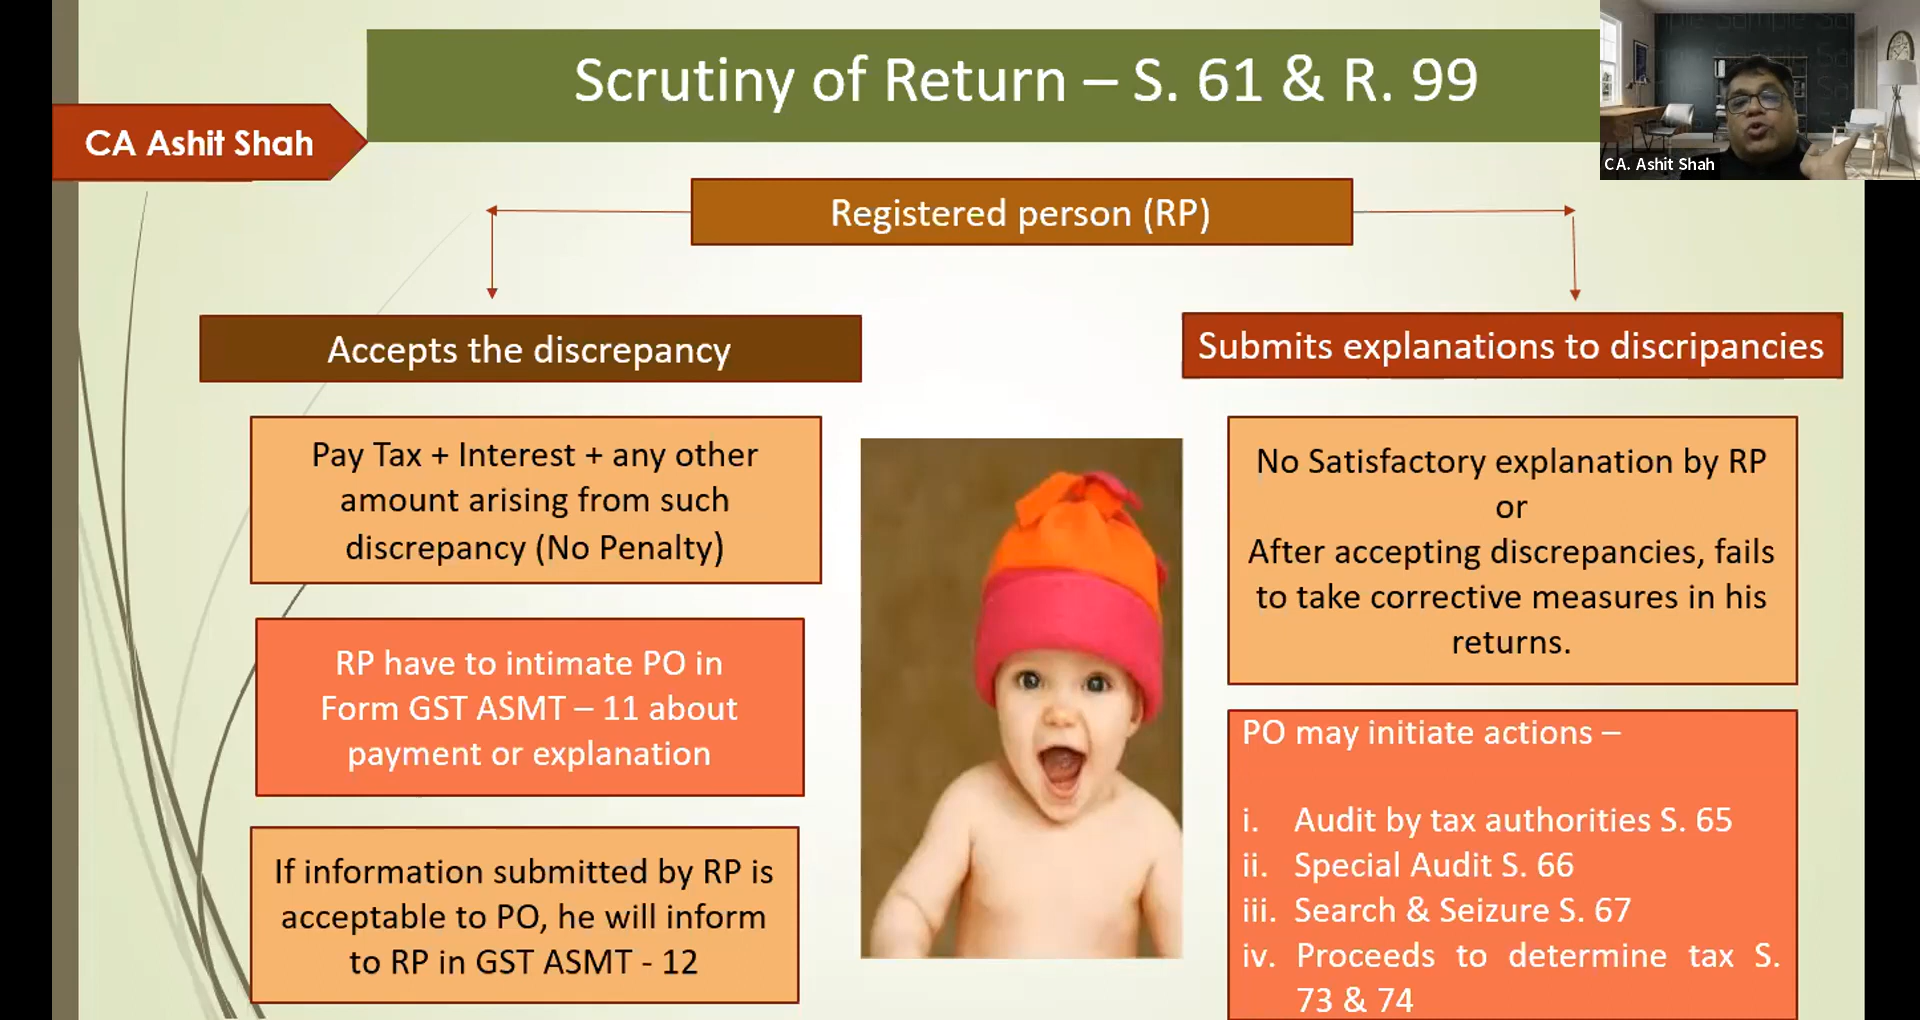 Scrutiny of Return – S. 61 & R. 99
CA Ashit Shah
CA. Ashit Shah
Registered person (RP)
Accepts the discrepancy
Submits explanations to discripancies
Pay Tax + Interest + any other
amount arising from such
discrepancy (No Penalty)
RP have to intimate PO in
Form GST ASMT – 11 about
payment or explanation
If information submitted by RP is
acceptable to PO, he will inform
to RP in GST ASMT - 12
No Satisfactory explanation by RP
or
After accepting discrepancies, fails
to take corrective measures in his
returns.
PO may initiate actions –
i. Audit by tax authorities S. 65
ii. Special Audit S. 66
iii. Search & Seizure S. 67
iv. Proceeds to determine tax S.
73 & 74